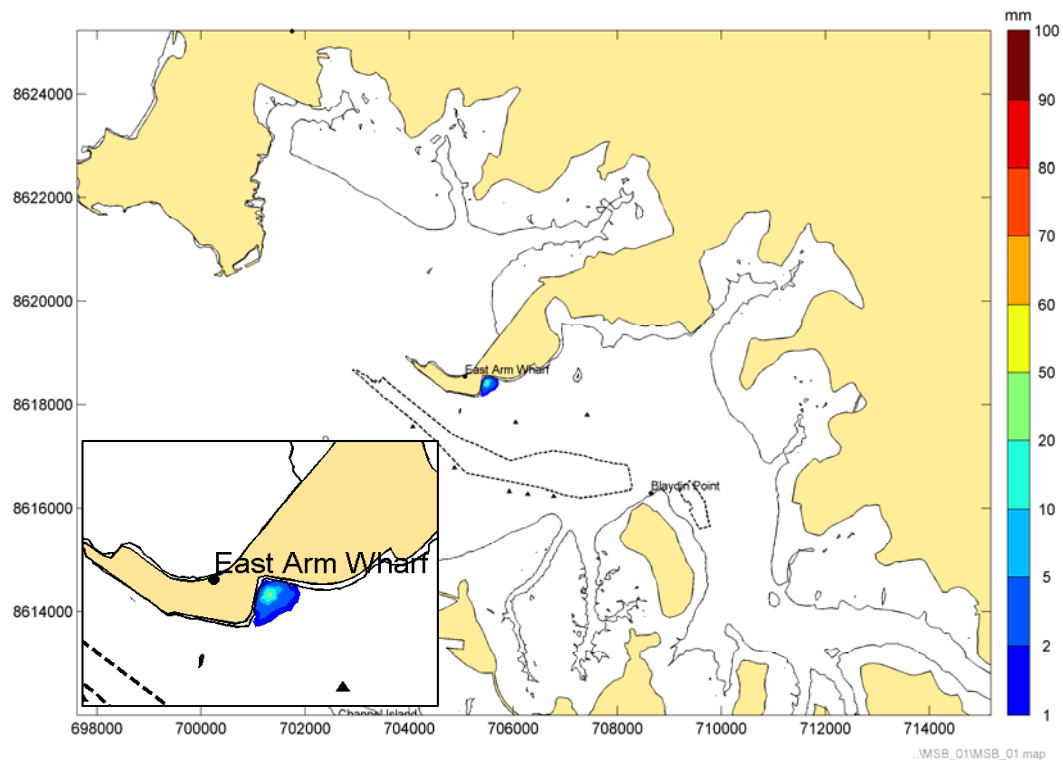 mm
100
90
80
70
60
50
20
10
5
2
1
8624000
8622000
8620000
8618000
8616000
8614000
East Arm Wharf
Blaydin Point
East Arm Wharf
Channel Island
698000 700000 702000 704000 706000 708000 710000 712000 714000
..\MSB_01\MSB_01.map